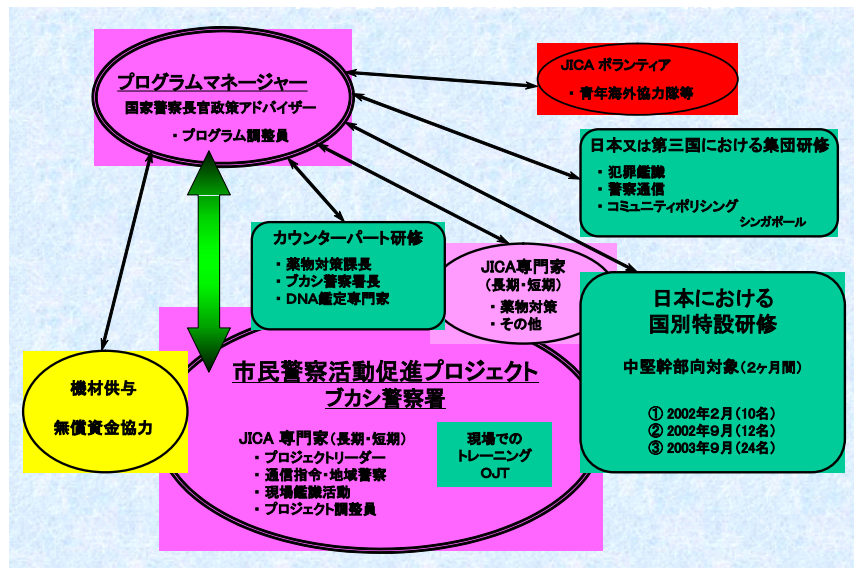 プログラムマネージャー
国家警察長官政策アドバイザー
・プログラム調整員
JICA ボランティア
・青年海外協力隊等
日本又は第三国における集団研修
・犯罪鑑識
・警察通信
・コミュニティポリシング
シンガポール
カウンターパート研修
・薬物対策課長
・ブカシ警察署長
・DNA鑑定専門家
JICA専門家
（長期・短期）
・薬物対策
・その他
日本における
国別特設研修
中堅幹部向対象（2ヶ月間）
① 2002年2月（10名）
② 2002年9月（12名）
③ 2003年9月（24名）
機材供与
無償資金協力
市民警察活動促進プロジェクト
ブカシ警察署
JICA 専門家（長期・短期）
・プロジェクトリーダー
・通信指令・地域警察
・現場鑑識活動
・プロジェクト調整員
現場での
トレーニング
OJT